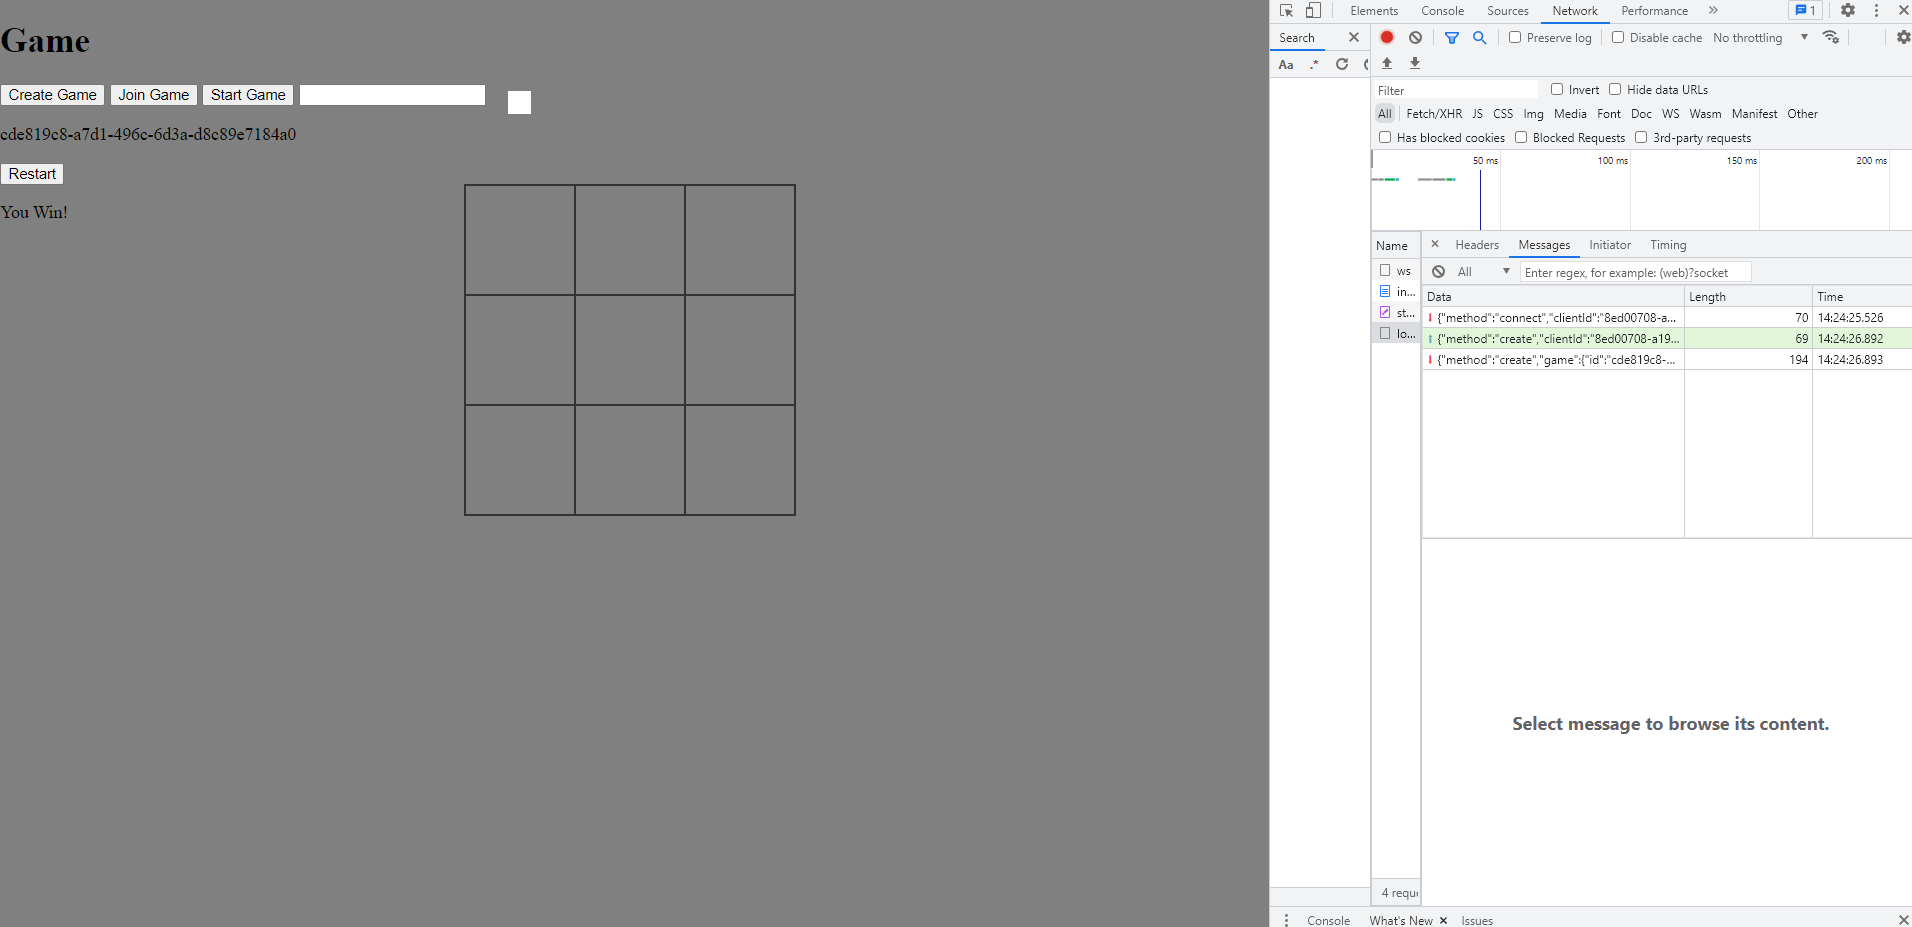 Game
Create Game Join Game Start Game
cde819c8-a7d1-496c-6d3a-d8c89e7184a0
Restart
You Win!
Elements Console Sources Network Performance » 1
Search
Preserve log Disable cache No throttling
Aa .*
Filter Invert Hide data URLs
All Fetch/XHR JS CSS Img Media Font Doc WS Wasm Manifest Other
Has blocked cookies Blocked Requests 3rd-party requests
50 ms 100 ms 150 ms 200 ms
Name × Headers Messages Initiator Timing
ws All Enter regex, for example: (web)?socket
in... Data Length Time
st... {"method":"connect","clientId":"8ed00708-a... 70 14:24:25.526
lo... {"method":"create","clientId":"8ed00708-a19... 69 14:24:26.892
{"method":"create","game":{"id":"cde819c8-... 194 14:24:26.893
Select message to browse its content.
4 requ
Console What's New × Issues